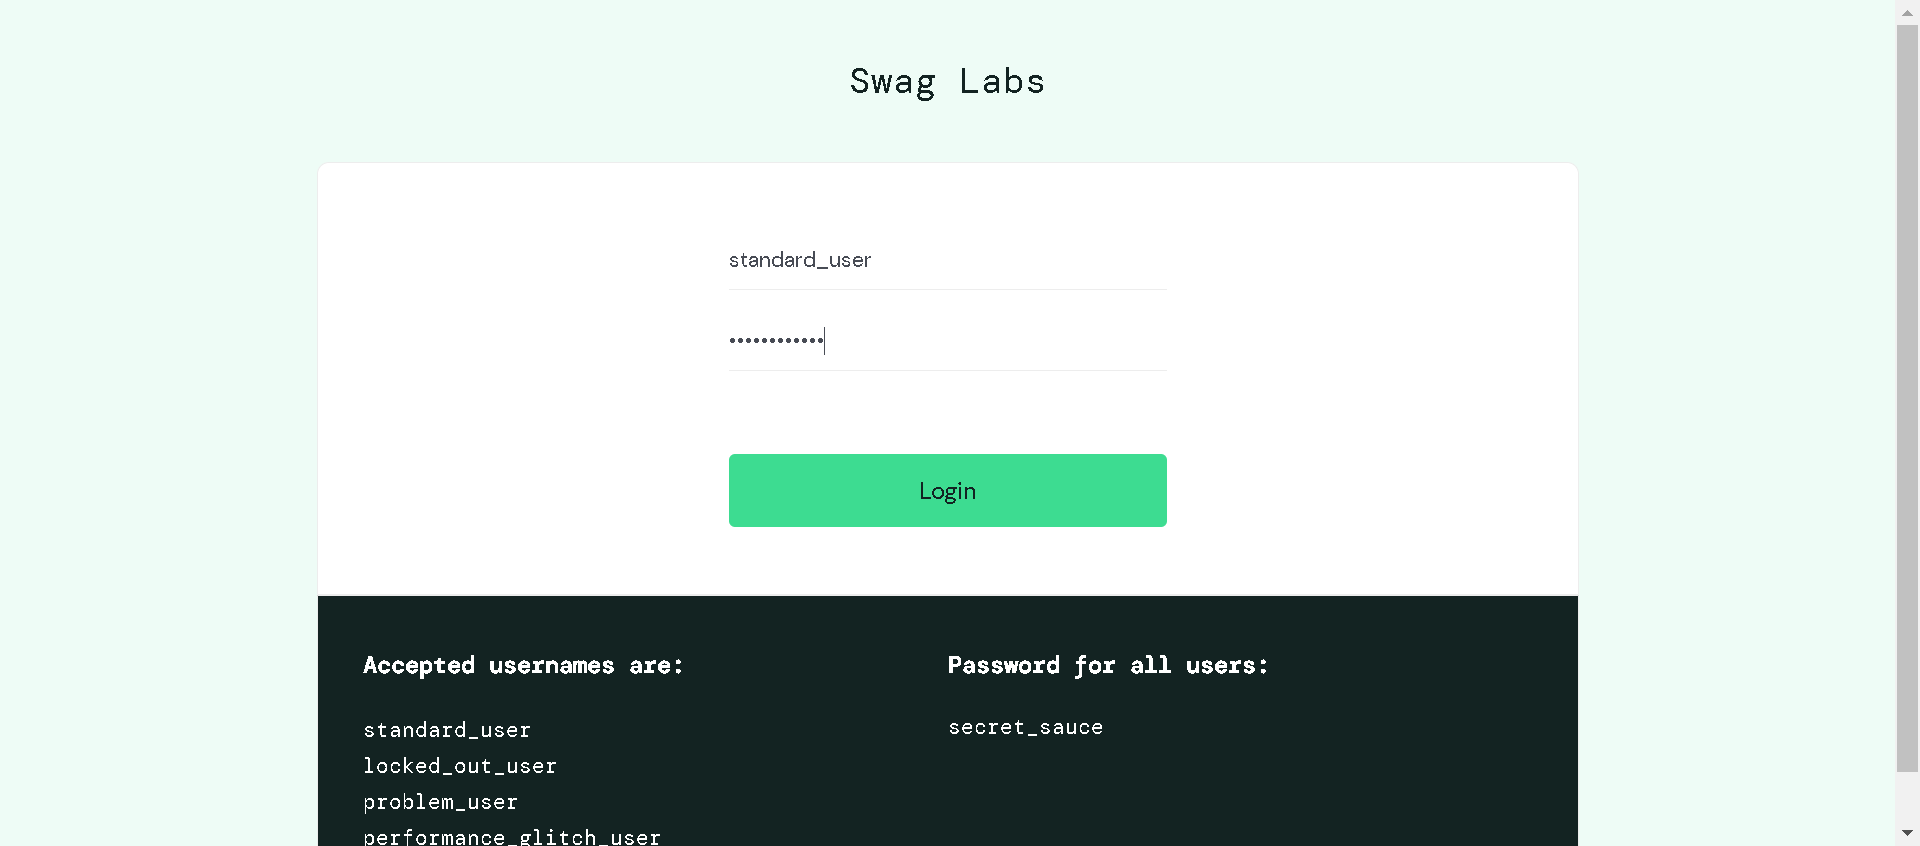 Swag Labs
standard_user
••••••••••••
Login
Accepted usernames are:
standard_user
locked_out_user
problem_user
performance_glitch_user
Password for all users:
secret_sauce